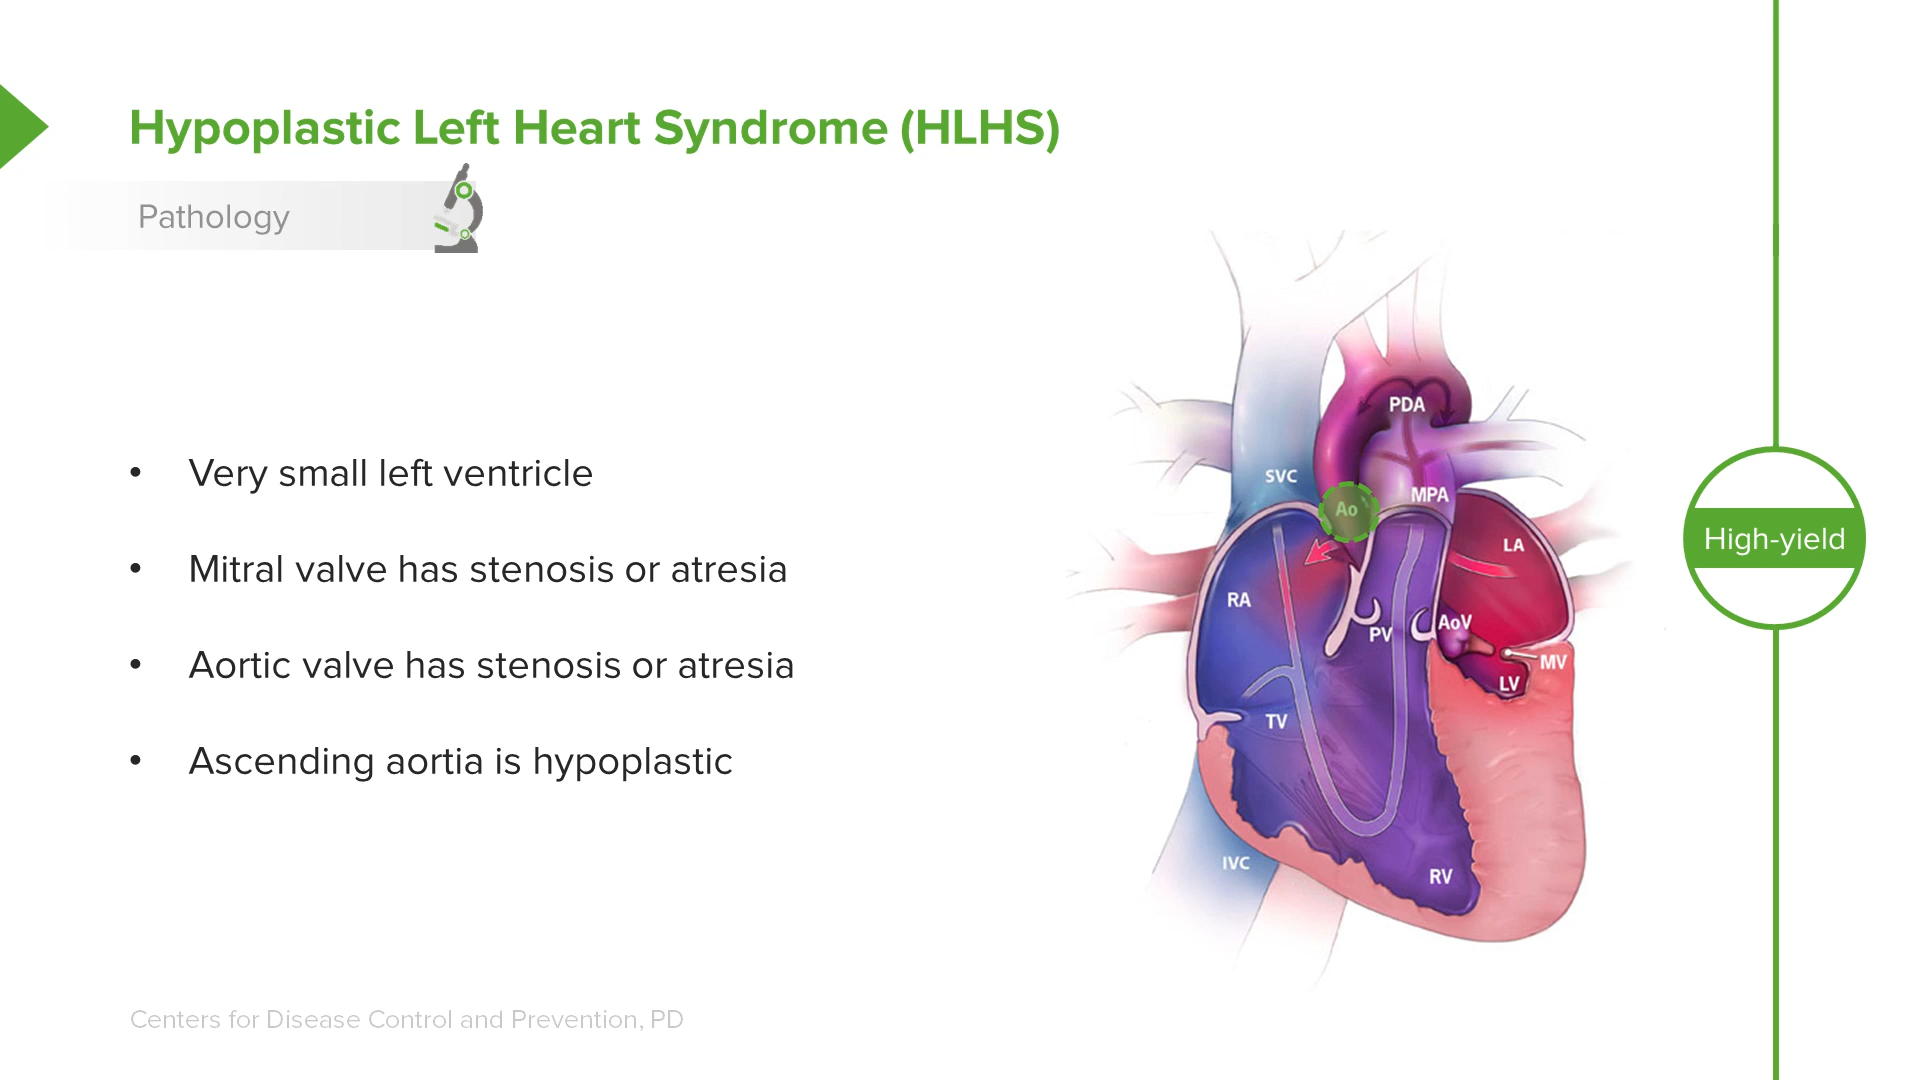 Hypoplastic Left Heart Syndrome (HLHS)
Pathology
• Very small left ventricle
• Mitral valve has stenosis or atresia
• Aortic valve has stenosis or atresia
• Ascending aortia is hypoplastic
PDA
SVC
MPA
Ao
LA
RA
AoV
PV
MV
LV
TV
IVC
RV
High-yield
Centers for Disease Control and Prevention, PD